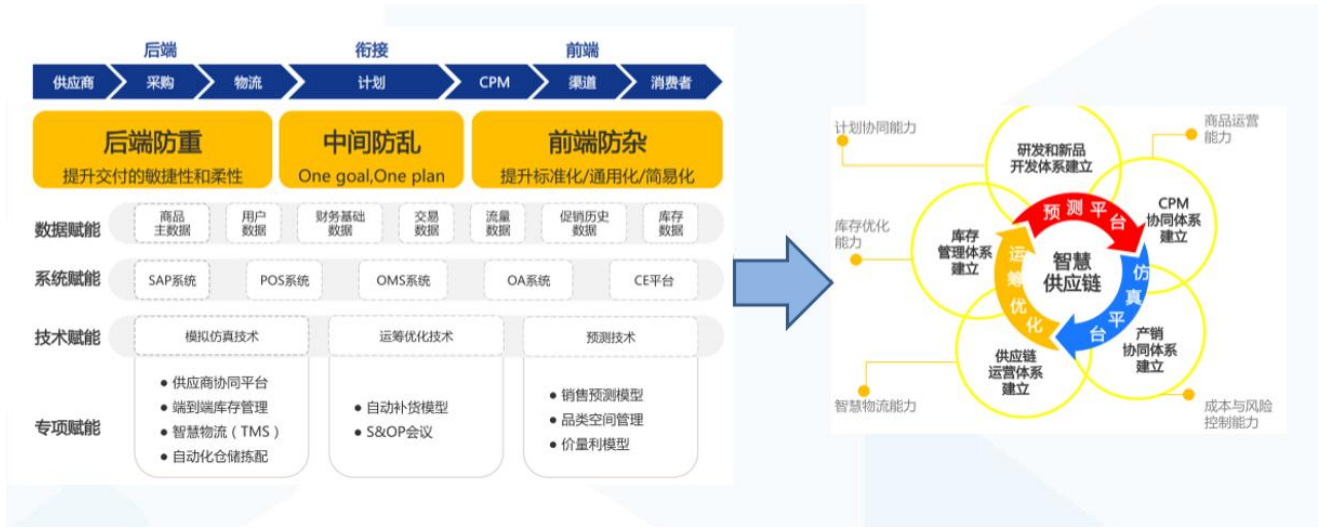 后端
衔接
前端
供应商
采购
物流
计划
CPM
渠道
消费者
后端防重
提升交付的敏捷性和柔性
中间防乱
One goal,One plan
前端防杂
提升标准化/通用化/简易化
数据赋能
商品
主数据
用户
数据
财务基础
数据
交易
数据
流量
数据
促销历史
数据
库存
数据
系统赋能
SAP系统
POS系统
OMS系统
OA系统
CE平台
技术赋能
模拟仿真技术
运筹优化技术
预测技术
专项赋能
● 供应商协同平台
● 端到端库存管理
● 智慧物流（TMS）
● 自动化仓储拣配
● 自动补货模型
● S&OP会议
● 销售预测模型
● 品类空间管理
● 价量利模型
计划协同能力
商品运营
能力
研发和新品
开发体系建立
CPM
协同体系
建立
库存优化
能力
库存
管理体系
建立
预测平台
仿真平台
运筹优化
智慧
供应链
供应链
运营体系
建立
产销
协同体系
建立
智慧物流能力
成本与风险
控制能力